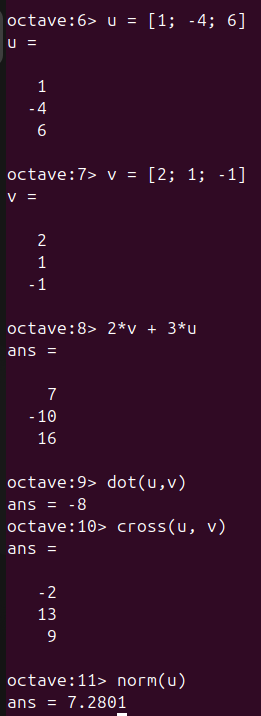 octave:6> u = [1; -4; 6]
u =
1
-4
6
octave:7> v = [2; 1; -1]
v =
2
1
-1
octave:8> 2*v + 3*u
ans =
7
-10
16
octave:9> dot(u,v)
ans = -8
octave:10> cross(u, v)
ans =
-2
13
9
octave:11> norm(u)
ans = 7.2801